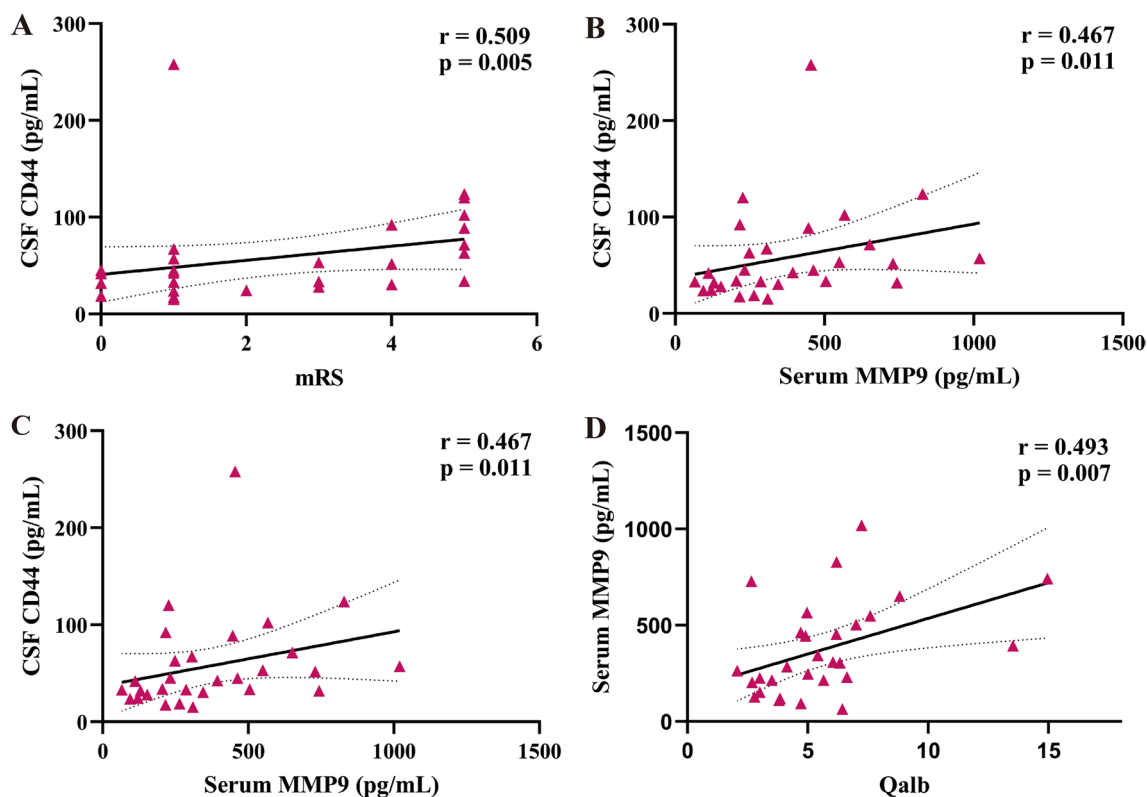 A
r = 0.509
p = 0.005
CSF CD44 (pg/mL)
300
200
100
0
0 2 4 6
mRS
B
r = 0.467
p = 0.011
CSF CD44 (pg/mL)
300
200
100
0
0 500 1000 1500
Serum MMP9 (pg/mL)
C
r = 0.467
p = 0.011
CSF CD44 (pg/mL)
300
200
100
0
0 500 1000 1500
Serum MMP9 (pg/mL)
D
r = 0.493
p = 0.007
Serum MMP9 (pg/mL)
1500
1000
500
0
0 5 10 15
Qalb